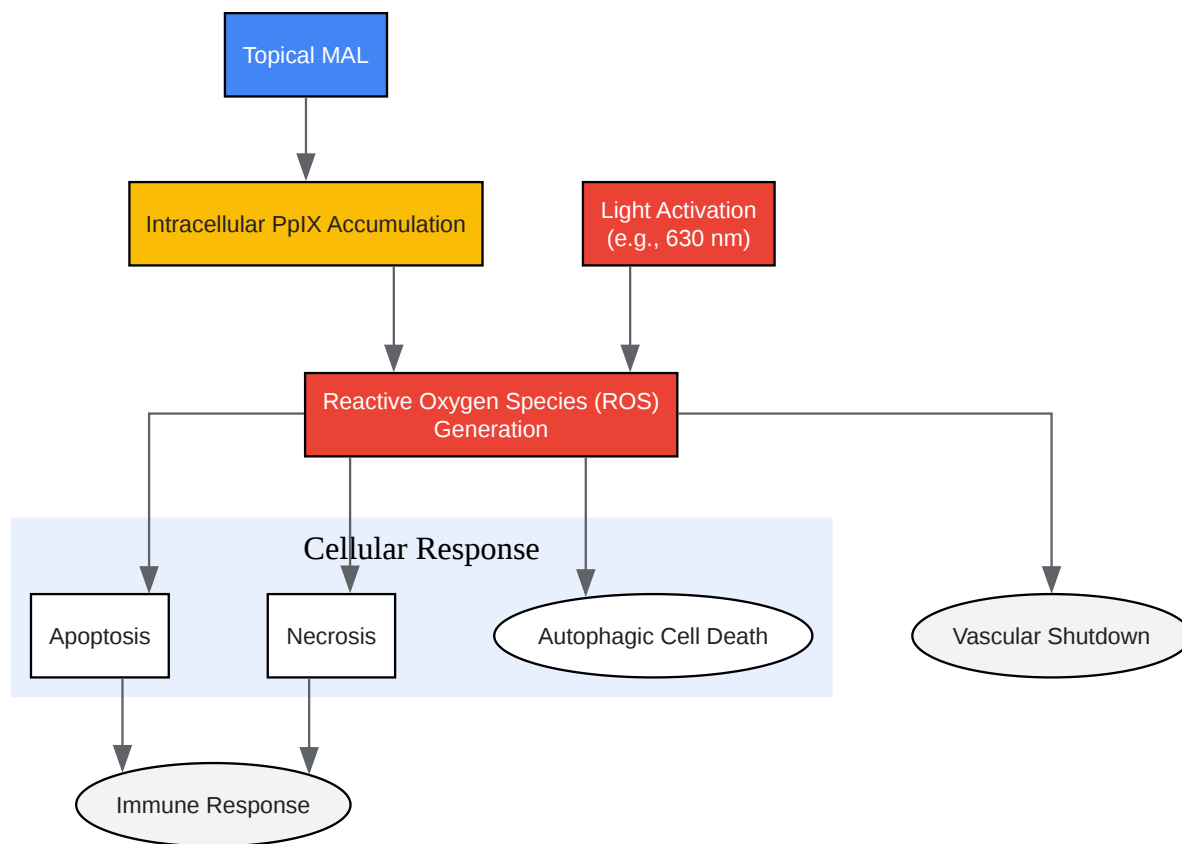 Topical MAL
Intracellular PpIX Accumulation
Light Activation
(e.g., 630 nm)
Reactive Oxygen Species (ROS)
Generation
Cellular Response
Apoptosis
Necrosis
Autophagic Cell Death
Vascular Shutdown
Immune Response